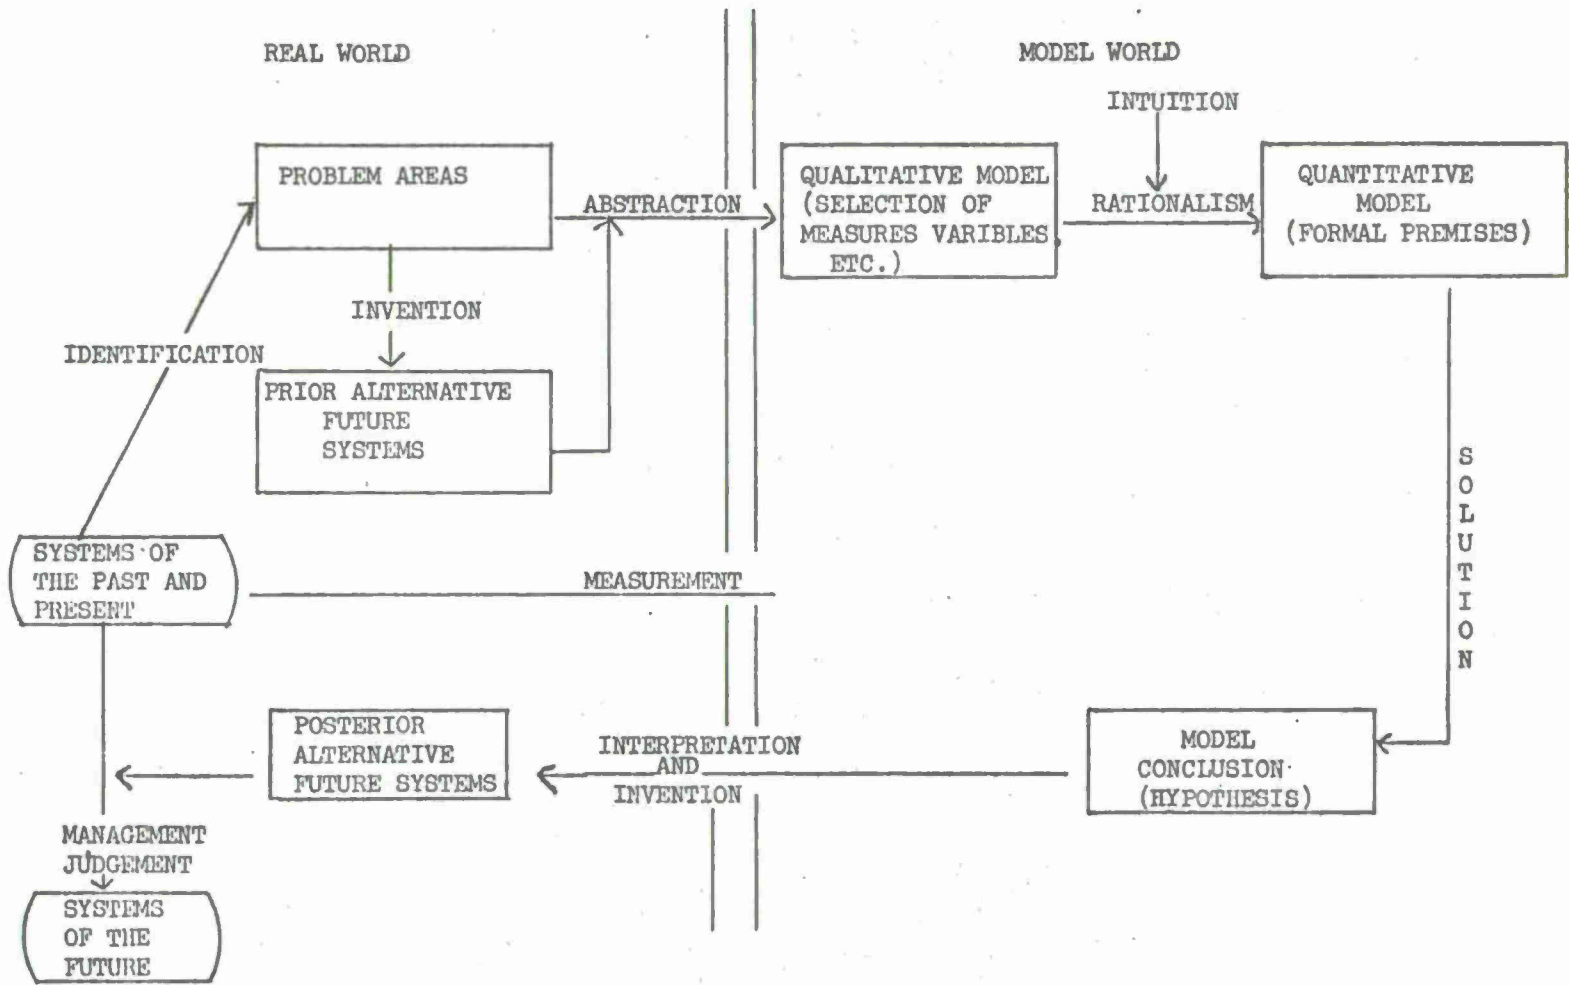 REAL WORLD
MODEL WORLD
INTUITION
PROBLEM AREAS
ABSTRACTION
QUALITATIVE MODEL
(SELECTION OF
MEASURES VARIBLES
ETC.)
RATIONALISM
QUANTITATIVE
MODEL
(FORMAL PREMISES)
INVENTION
IDENTIFICATION
PRIOR ALTERNATIVE
FUTURE
SYSTEMS
SOLUTION
SYSTEMS OF
THE PAST AND
PRESENT
MEASUREMENT
POSTERIOR
ALTERNATIVE
FUTURE SYSTEMS
INTERPRETATION
AND
INVENTION
MODEL
CONCLUSION
(HYPOTHESIS)
MANAGEMENT
JUDGEMENT
SYSTEMS
OF THE
FUTURE